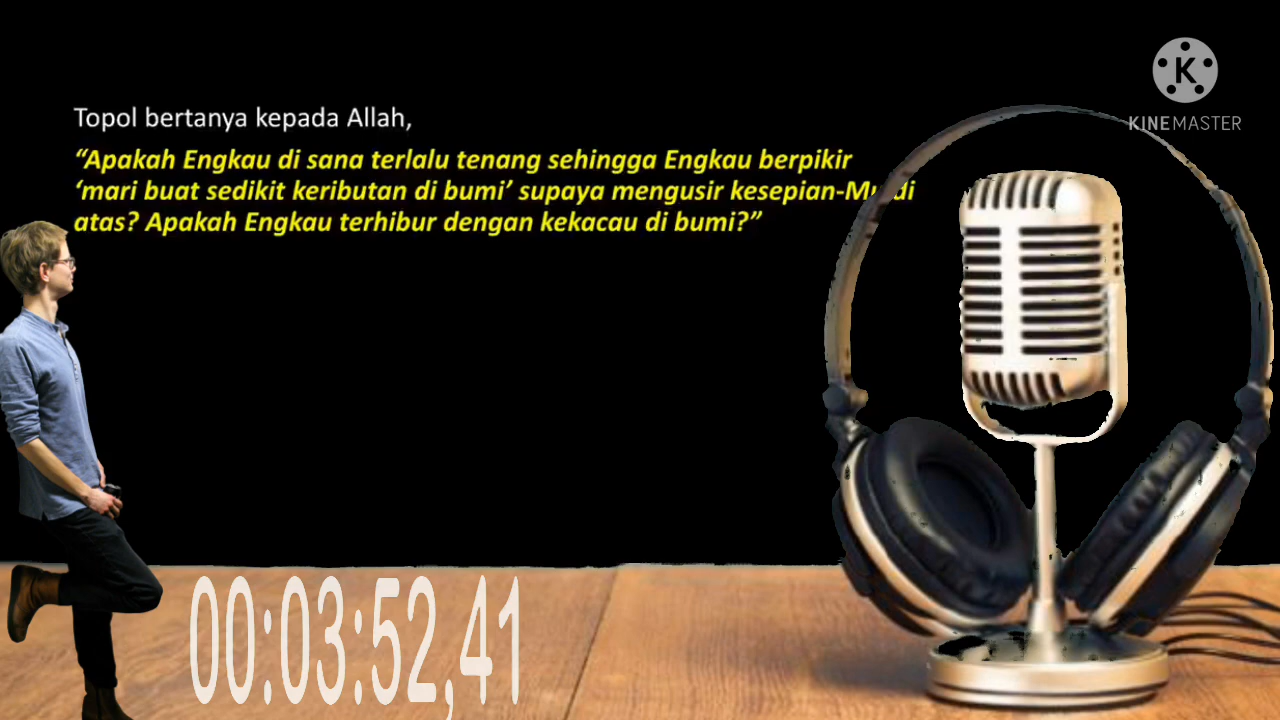 Topol bertanya kepada Allah,
“Apakah Engkau di sana terlalu tenang sehingga Engkau berpikir
‘mari buat sedikit keributan di bumi’ supaya mengusir kesepian-Mu di
atas? Apakah Engkau terhibur dengan kekacau di bumi?”
K
KINEMASTER
00:03:52,41